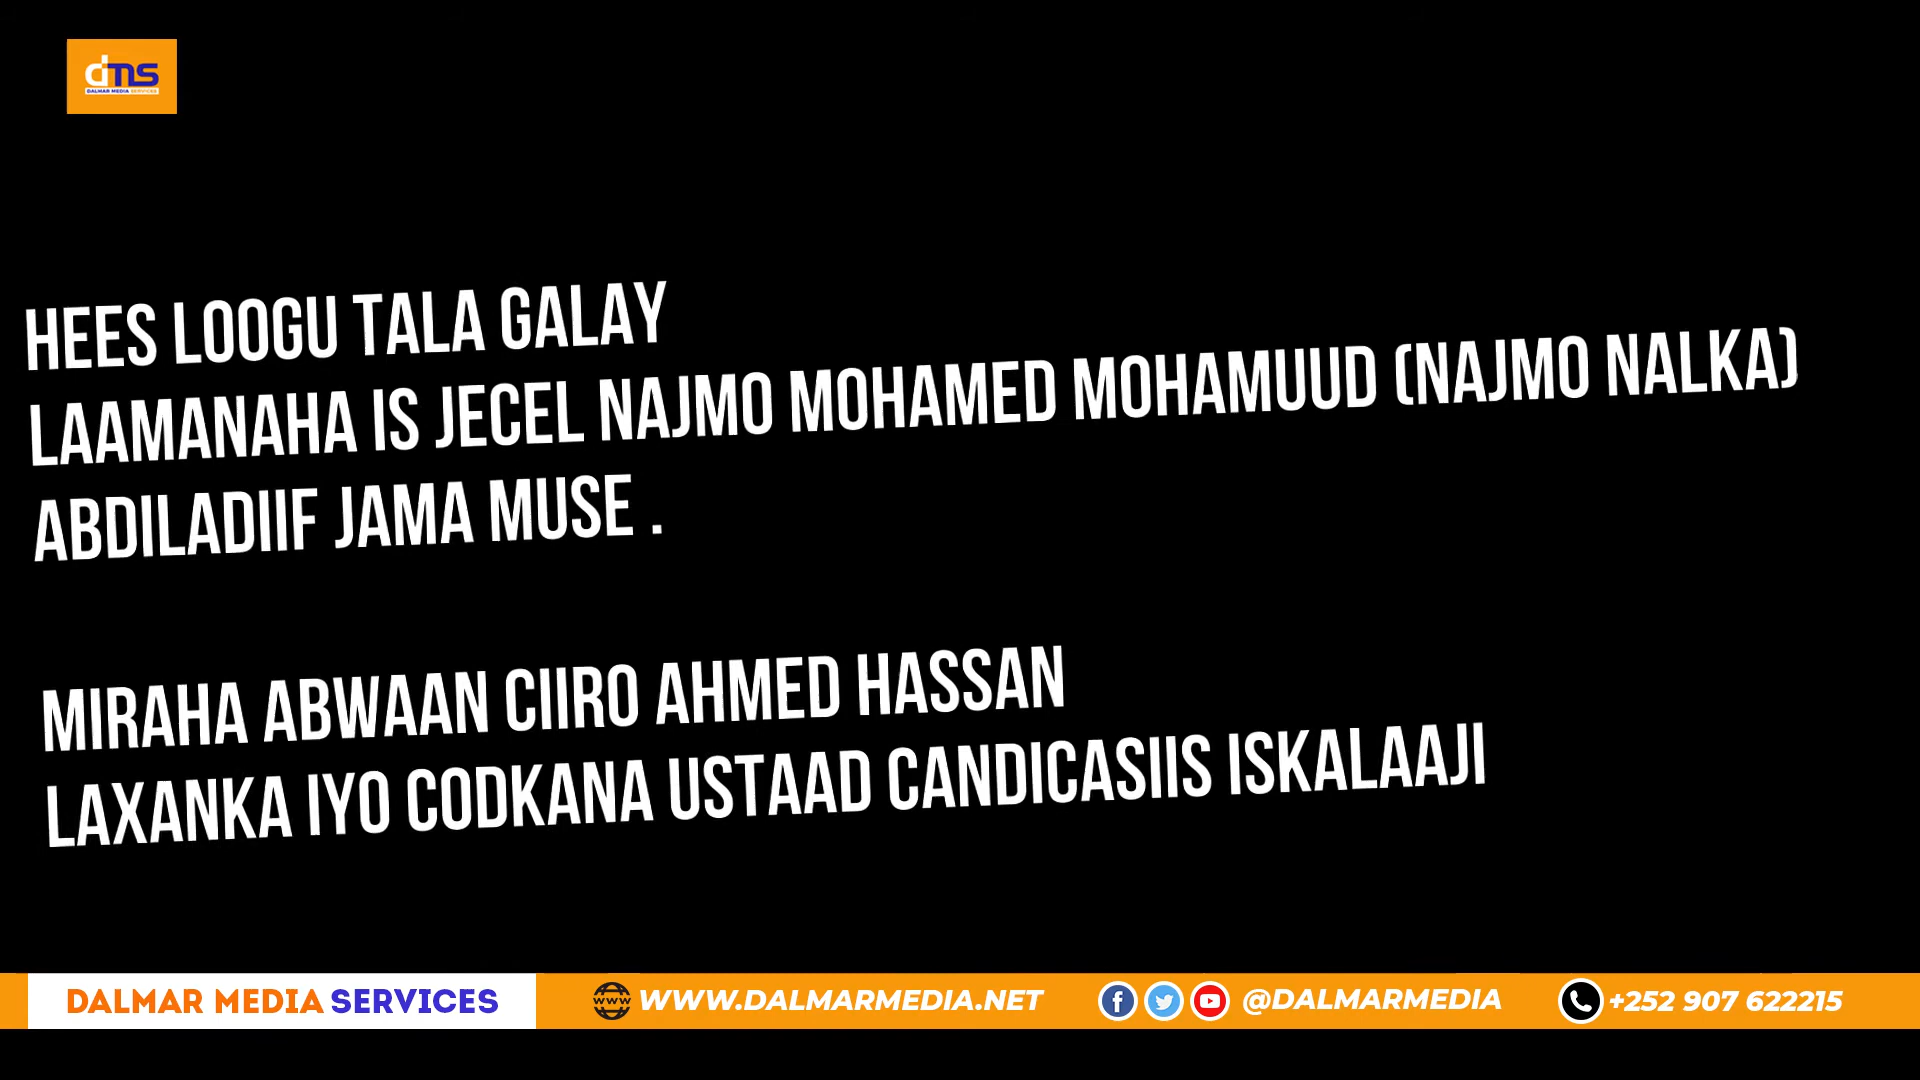 dms
DALMAR MEDIA SERVICES
HEES LOOGU TALA GALAY
LAAMANAHA IS JECEL NAJMO MOHAMED MOHAMUUD (NAJMO NALKA)
ABDILADIIF JAMA MUSE .
MIRAHA ABWAAN CIIRO AHMED HASSAN
LAXANKA IYO CODKANA USTAAD CANDICASIIS ISKALAAJI
DALMAR MEDIA SERVICES
WWW
WWW.DALMARMEDIA.NET
@DALMARMEDIA
+252 907 622215